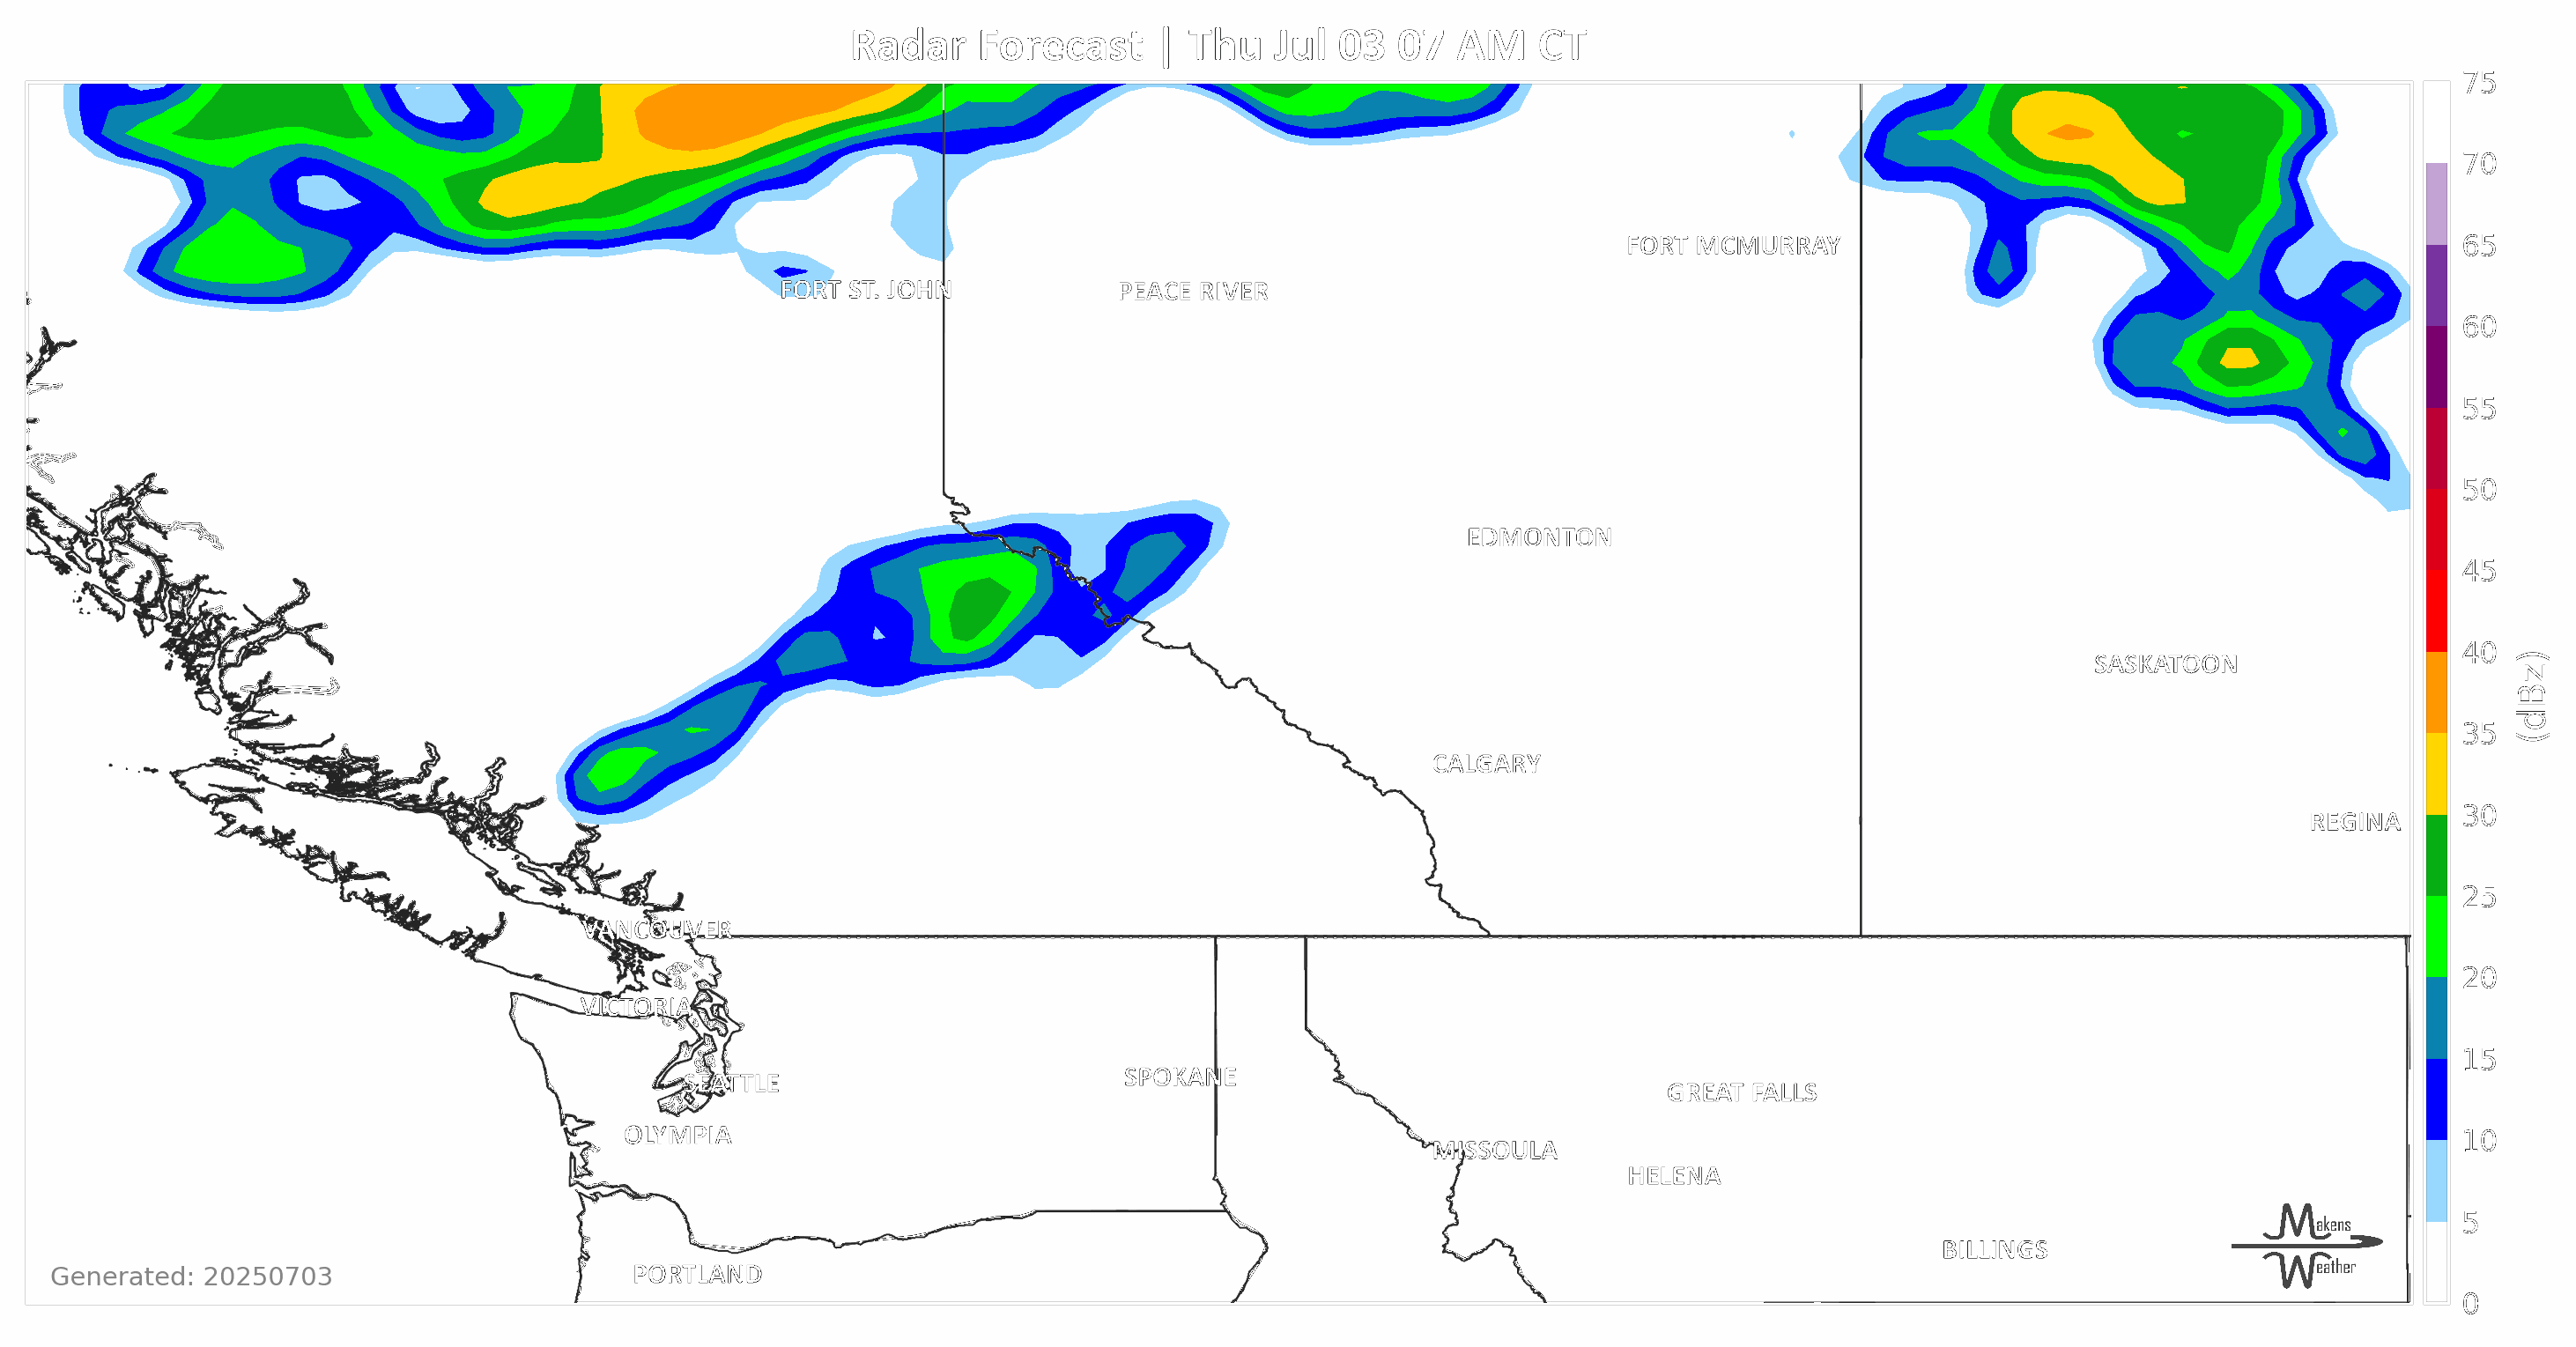 Radar Forecast | Thu Jul 03 07 AM CT
75
70
FORT MCMURRAY
65
FORT ST. JOHN
PEACE RIVER
60
55
50
EDMONTON
45
40
SASKATOON
(dBz)
35
CALGARY
30
REGINA
25
VANCOUVER
20
VICTORIA
15
SEATTLE
SPOKANE
GREAT FALLS
OLYMPIA
10
MISSOULA
HELENA
5
Makens
Weather
BILLINGS
Generated: 20250703
PORTLAND
0